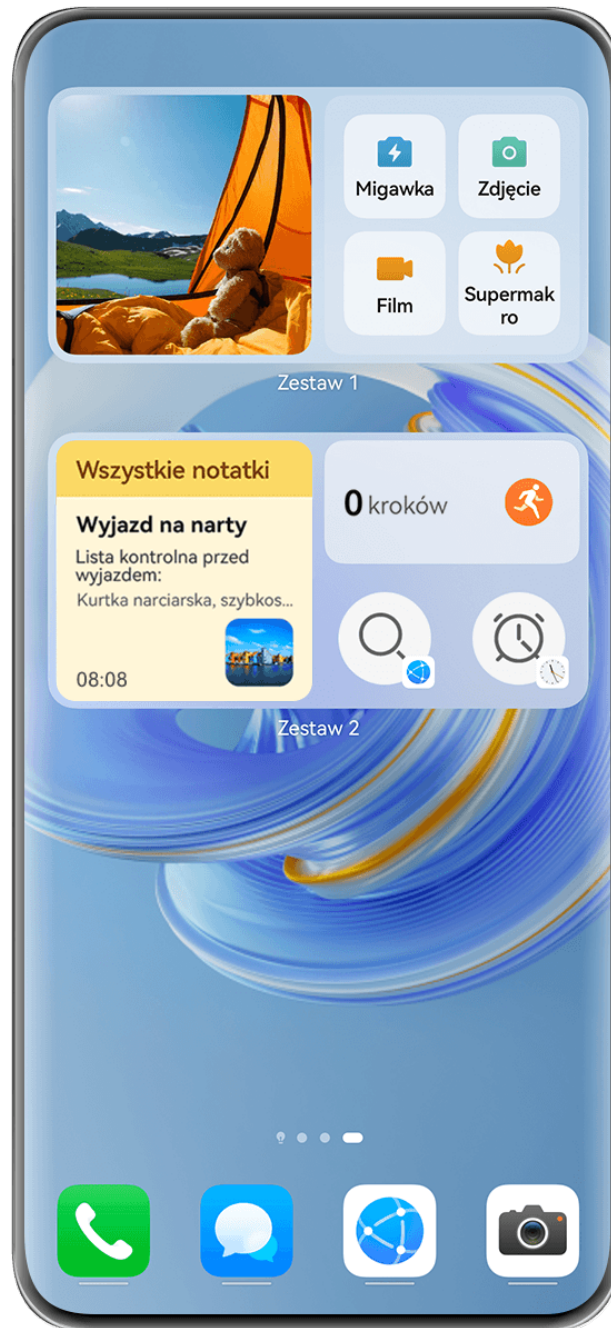 Migawka
Zdjęcie
Film
Supermak
ro
Zestaw 1
Wszystkie notatki
Wyjazd na narty
Lista kontrolna przed
wyjazdem:
Kurtka narciarska, szybkos...
08:08
0 kroków
Zestaw 2